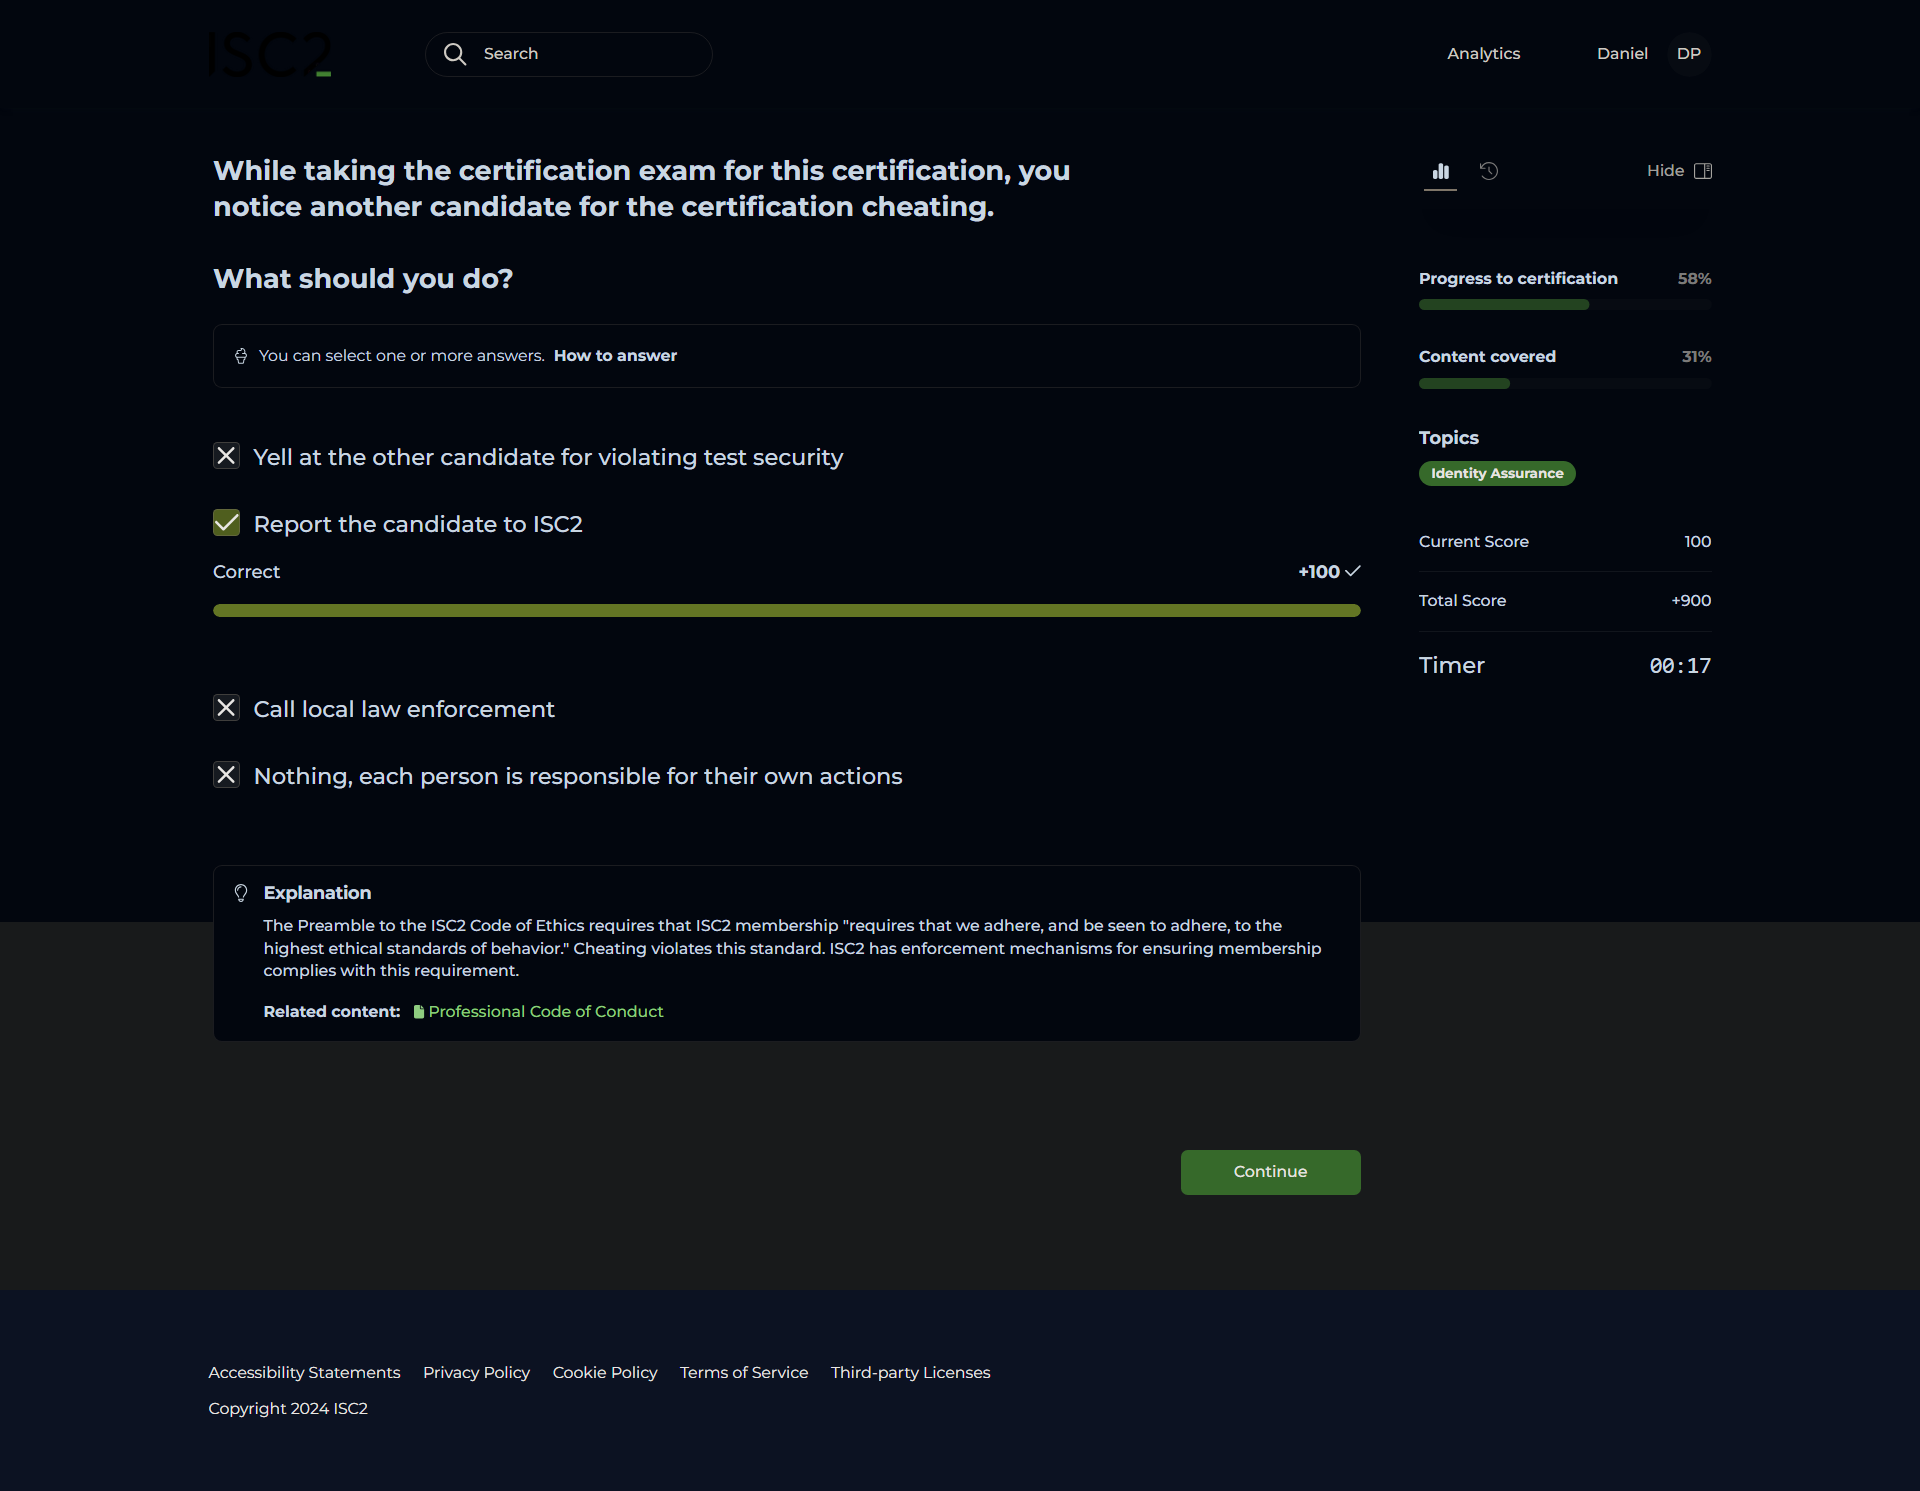 ISC2
Search
Analytics
Daniel
DP
While taking the certification exam for this certification, you
notice another candidate for the certification cheating.
What should you do?
You can select one or more answers. How to answer
Yell at the other candidate for violating test security
Report the candidate to ISC2
Correct
+100
Call local law enforcement
Nothing, each person is responsible for their own actions
Explanation
The Preamble to the ISC2 Code of Ethics requires that ISC2 membership "requires that we adhere, and be seen to adhere, to the
highest ethical standards of behavior." Cheating violates this standard. ISC2 has enforcement mechanisms for ensuring membership
complies with this requirement.
Related content: Professional Code of Conduct
Continue
Hide
Progress to certification 58%
Content covered 31%
Topics
Identity Assurance
Current Score 100
Total Score +900
Timer 00:17
Accessibility Statements Privacy Policy Cookie Policy Terms of Service Third-party Licenses
Copyright 2024 ISC2